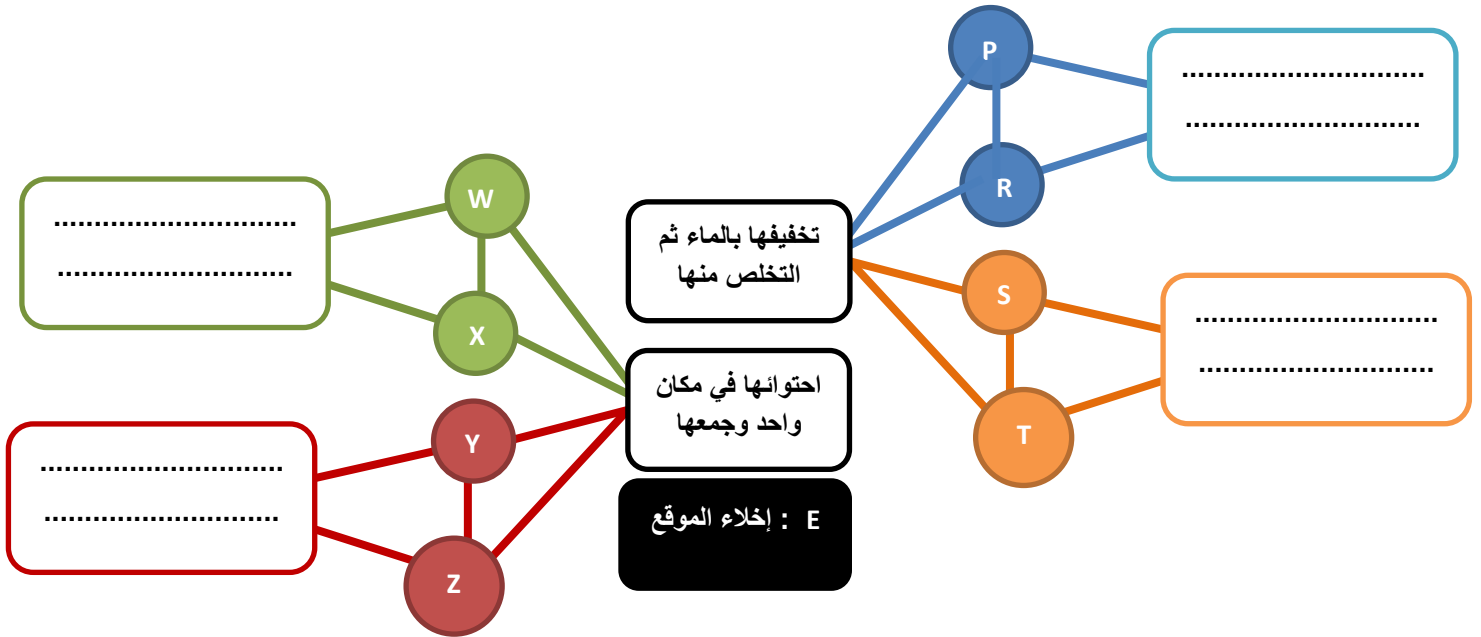 P
..............................
.............................
R
W
..............................
.............................
تخفيفها بالماء ثم
التخلص منها
S
..............................
.............................
X
احتوائها في مكان
واحد وجمعها
T
Y
..............................
.............................
E : إخلاء الموقع
Z